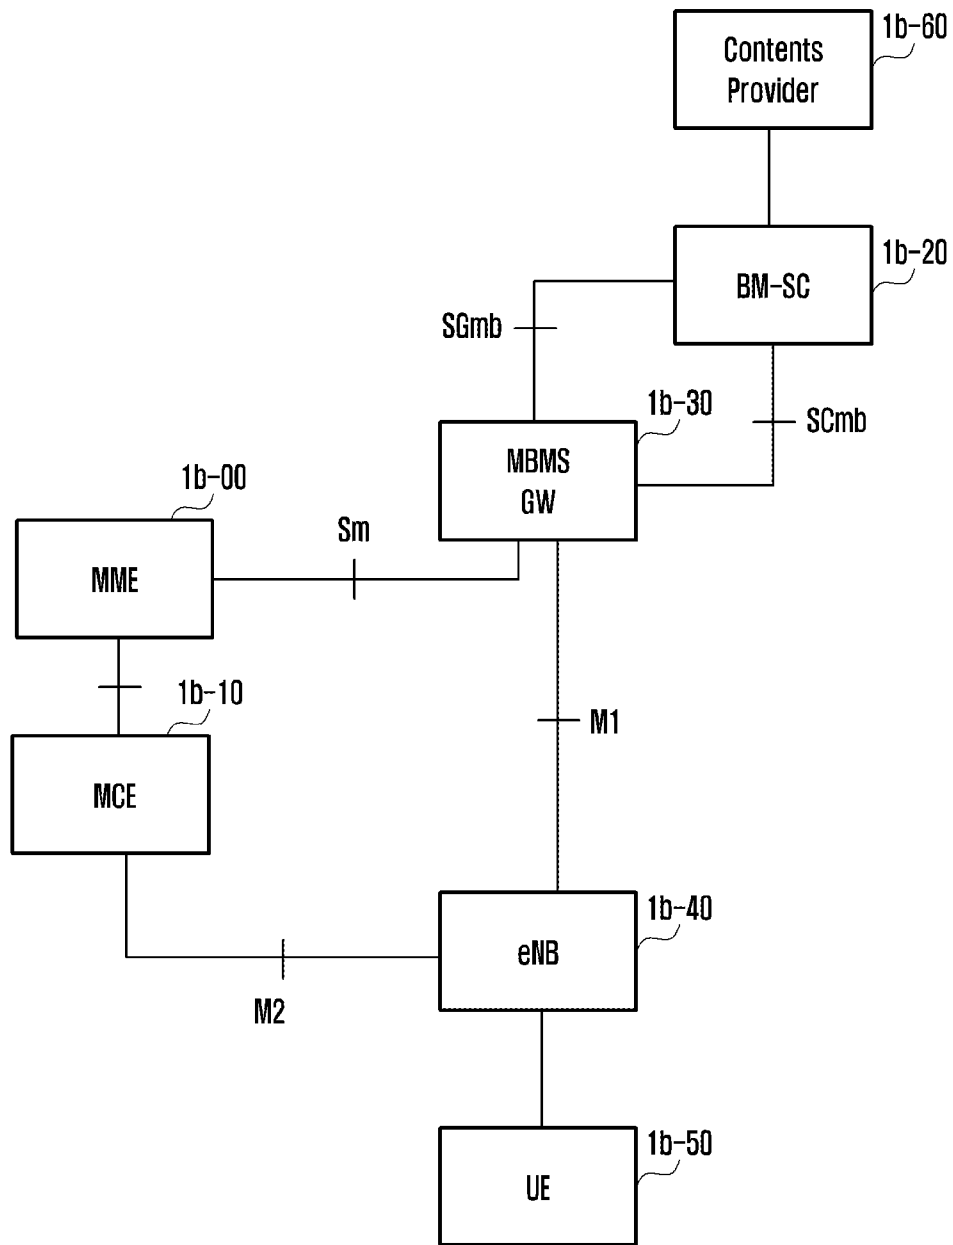 1b-60
Contents
Provider
1b-20
BM-SC
SGmb
1b-30
SCmb
MBMS
GW
1b-00
Sm
MME
1b-10
M1
MCE
1b-40
eNB
M2
1b-50
UE